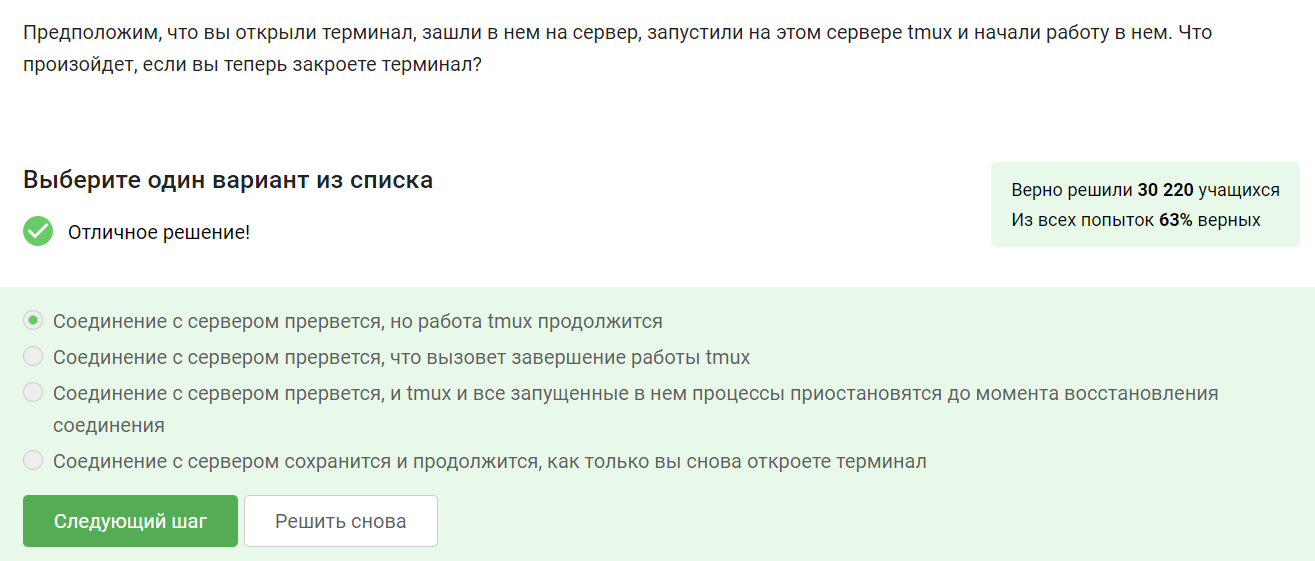 Предположим, что вы открыли терминал, зашли в нем на сервер, запустили на этом сервере tmux и начали работу в нем. Что
произойдет, если вы теперь закроете терминал?
Выберите один вариант из списка
Отличное решение!
Верно решили 30 220 учащихся
Из всех попыток 63% верных
Соединение с сервером прервется, но работа tmux продолжится
Соединение с сервером прервется, что вызовет завершение работы tmux
Соединение с сервером прервется, и tmux и все запущенные в нем процессы приостановятся до момента восстановления
соединения
Соединение с сервером сохранится и продолжится, как только вы снова откроете терминал
Следующий шаг
Решить снова